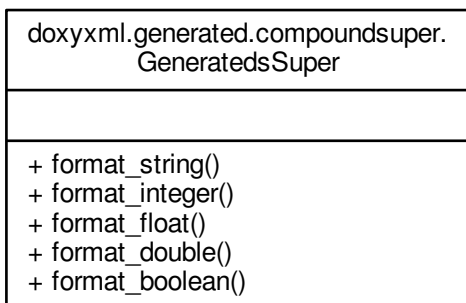 doxyxml.generated.compoundsuper.
GeneratedsSuper
+ format_string()
+ format_integer()
+ format_float()
+ format_double()
+ format_boolean()